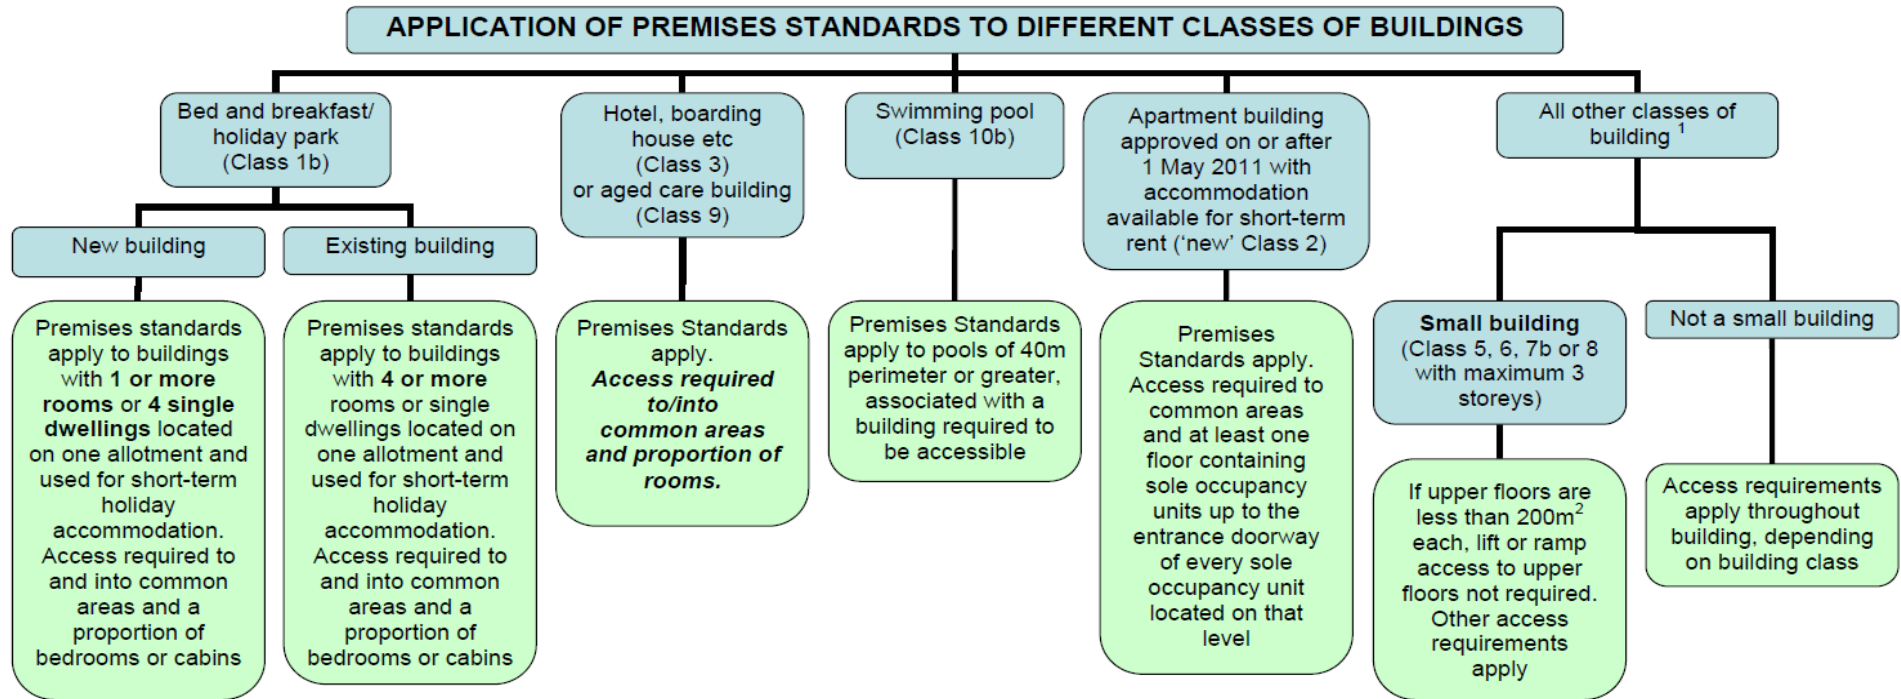 APPLICATION OF PREMISES STANDARDS TO DIFFERENT CLASSES OF BUILDINGS
Bed and breakfast/
holiday park
(Class 1b)
Hotel, boarding
house etc
(Class 3)
or aged care building
(Class 9)
Swimming pool
(Class 10b)
Apartment building
approved on or after
1 May 2011 with
accommodation
available for short-term
rent (‘new’ Class 2)
All other classes of
building 1
New building
Existing building
Premises standards
apply to buildings
with 1 or more
rooms or 4 single
dwellings located
on one allotment and
used for short-term
holiday
accommodation.
Access required to
and into common
areas and a
proportion of
bedrooms or cabins
Premises standards
apply to buildings
with 4 or more
rooms or single
dwellings located on
one allotment and
used for short-term
holiday
accommodation.
Access required to
and into common
areas and a
proportion of
bedrooms or cabins
Premises Standards
apply.
Access required
to/into
common areas
and proportion of
rooms.
Premises Standards
apply to pools of 40m
perimeter or greater,
associated with a
building required to
be accessible
Premises
Standards apply.
Access required to
common areas
and at least one
floor containing
sole occupancy
units up to the
entrance doorway
of every sole
occupancy unit
located on that
level
Small building
(Class 5, 6, 7b or 8
with maximum 3
storeys)
Not a small building
If upper floors are
less than 200m2
each, lift or ramp
access to upper
floors not required.
Other access
requirements
apply
Access requirements
apply throughout
building, depending
on building class